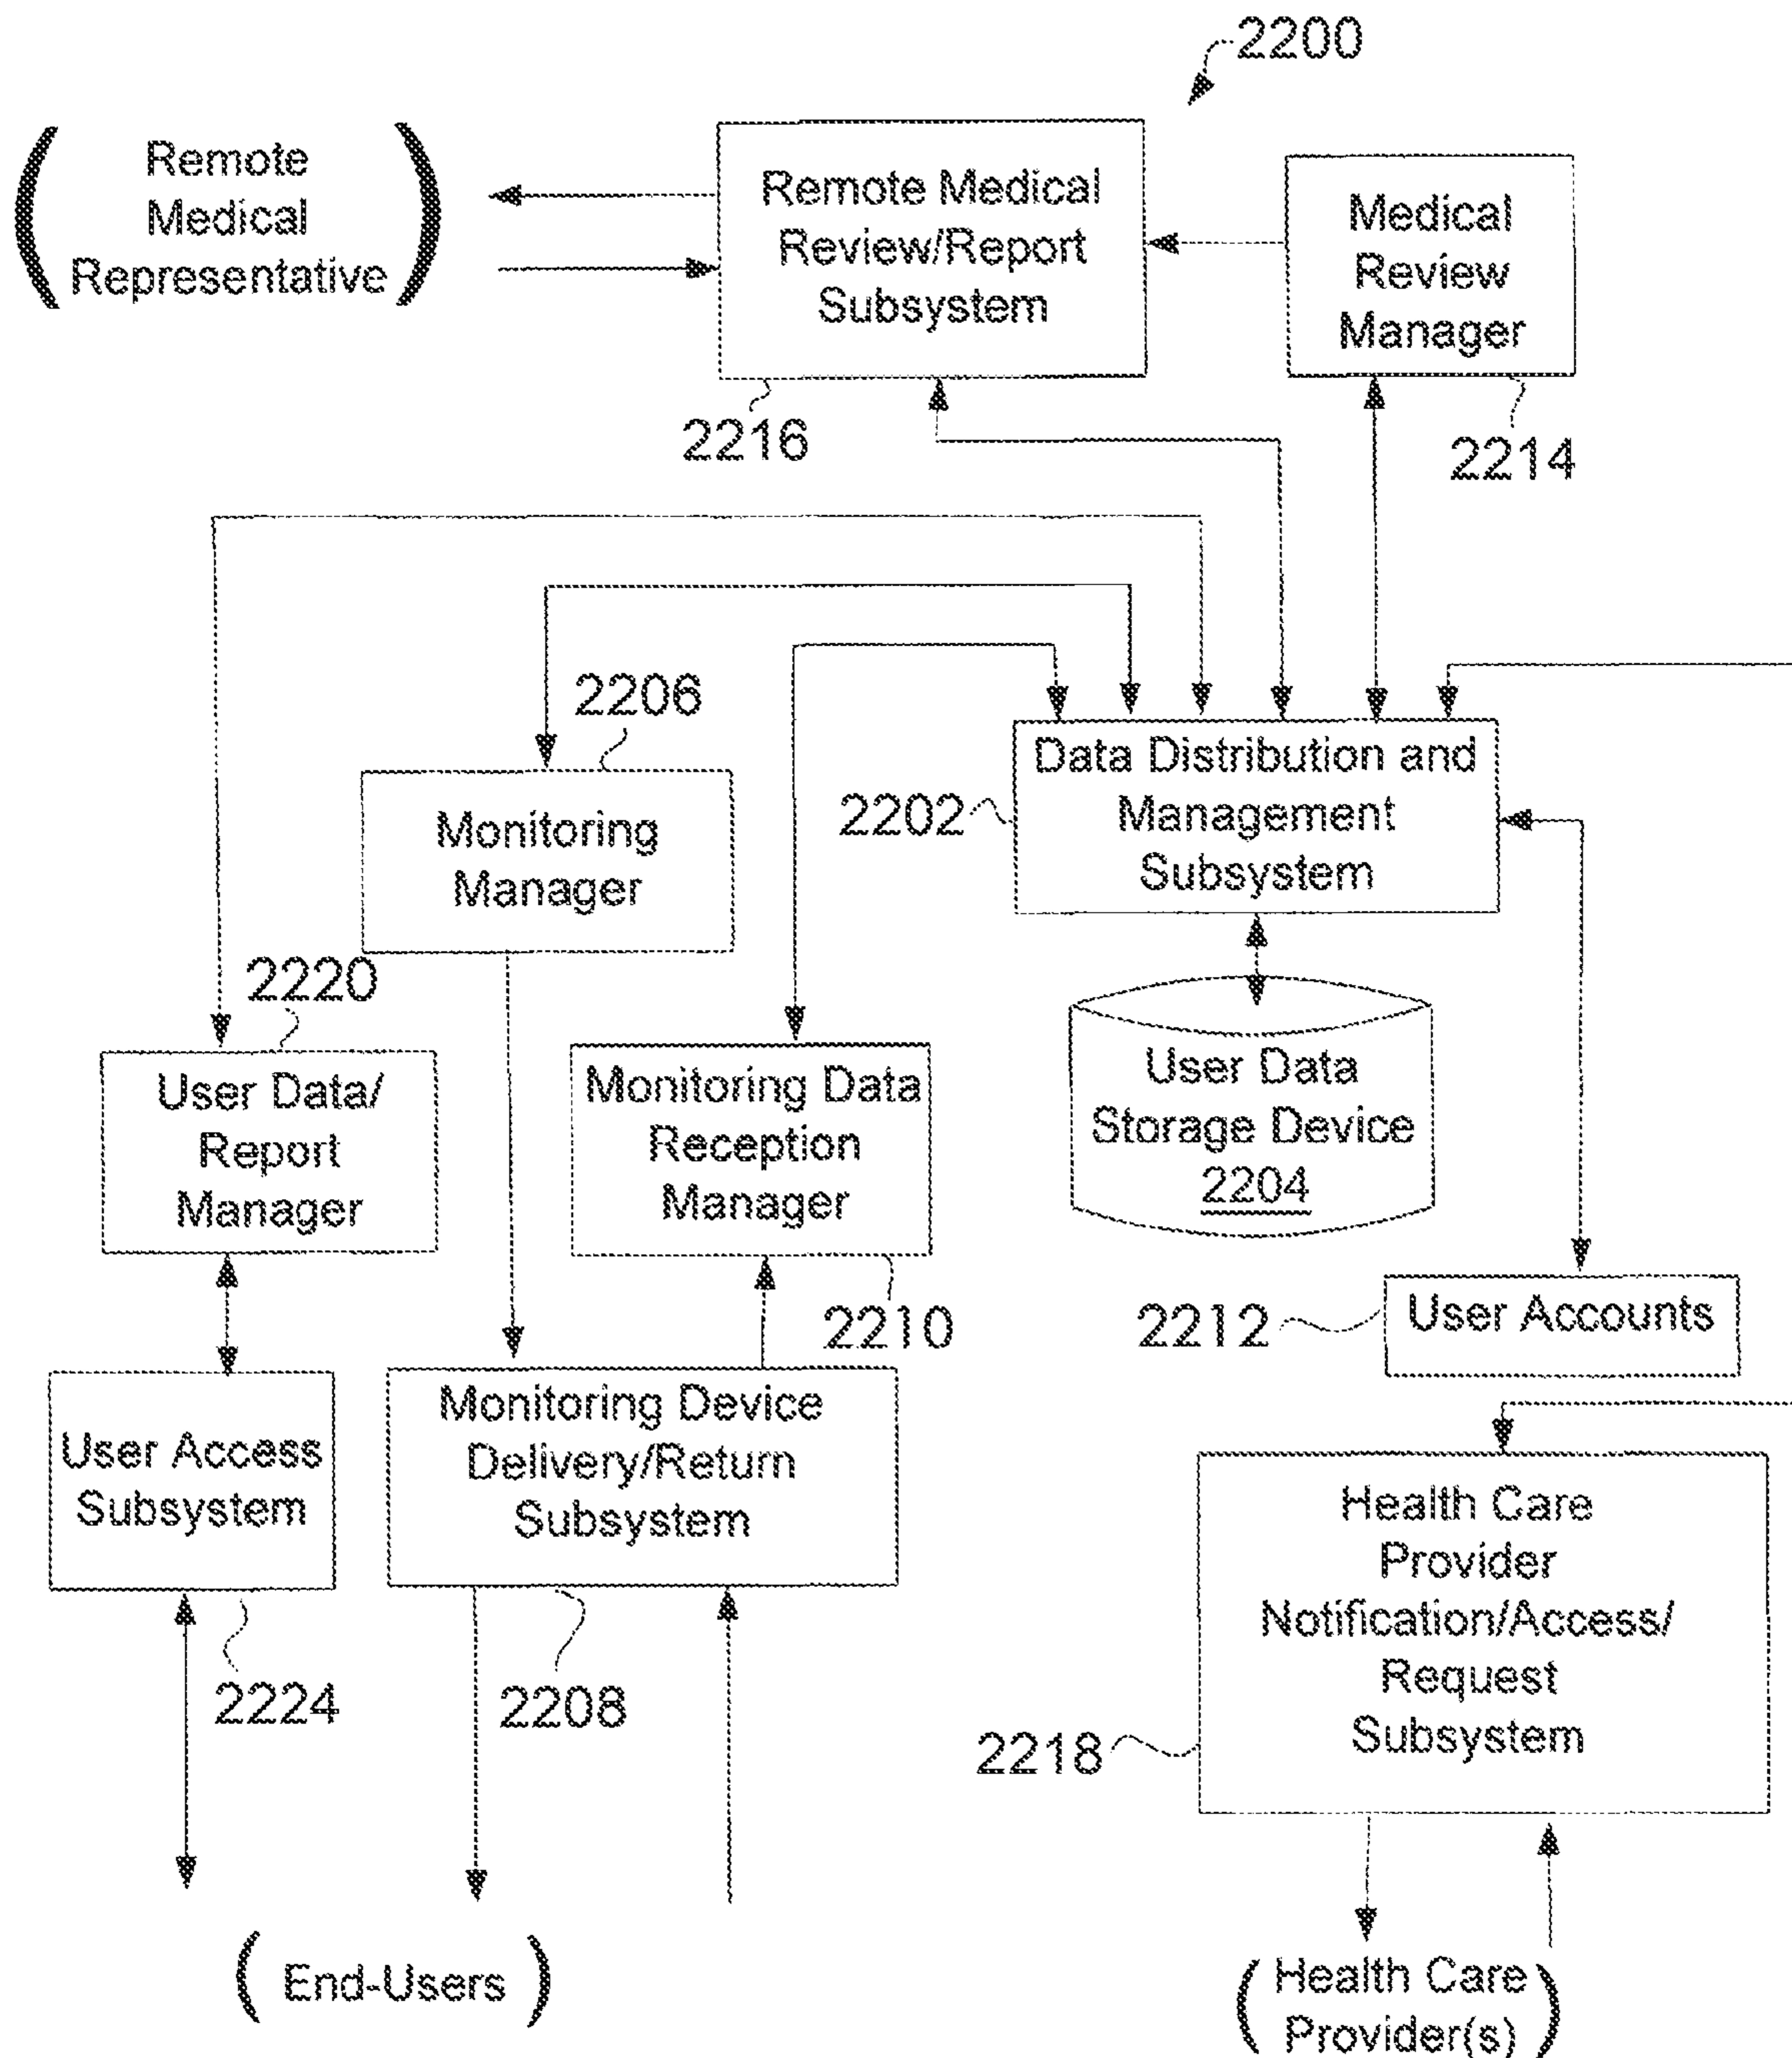 2200
( Remote
Medical
Representative )
Remote Medical
Review/Report
Subsystem
Medical
Review
Manager
2216
2214
2206
Monitoring
Manager
2202
Data Distribution and
Management
Subsystem
2220
User Data/
Report
Manager
Monitoring Data
Reception
Manager
User Data
Storage Device
2204
2210
2212
User Accounts
User Access
Subsystem
Monitoring Device
Delivery/Return
Subsystem
Health Care
Provider
Notification/Access/
Request
Subsystem
2224
2208
2218
( End-Users )
( Health Care
Provider(s) )